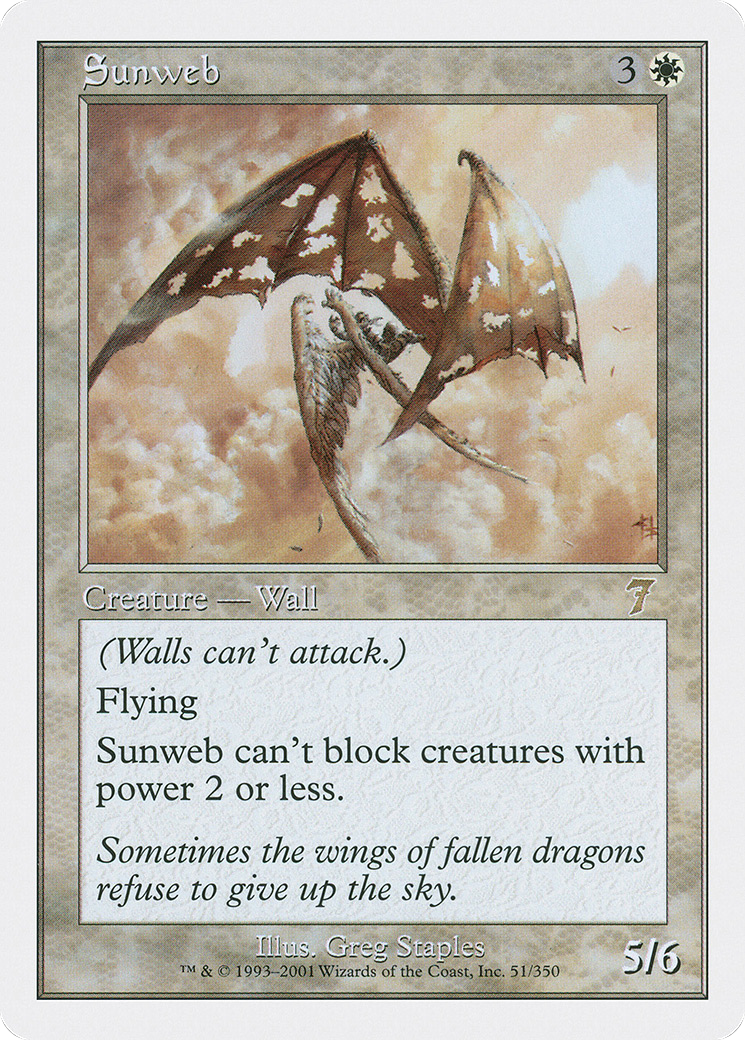 Sunweb 3
Creature — Wall 7
(Walls can't attack.)
Flying
Sunweb can't block creatures with
power 2 or less.
Sometimes the wings of fallen dragons
refuse to give up the sky.
Illus. Greg Staples
™ & © 1993–2001 Wizards of the Coast, Inc. 51/350
5/6